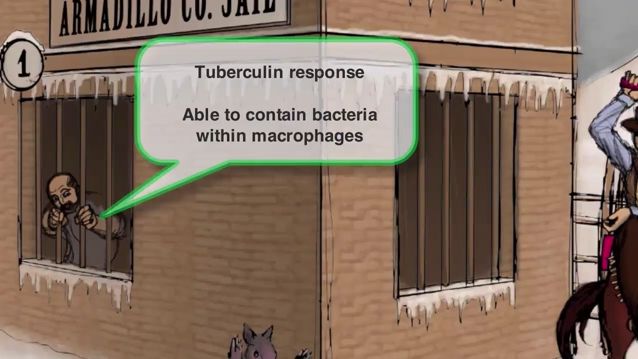 ARMADILLO CO. JAIL
1
Tuberculin response
Able to contain bacteria
within macrophages